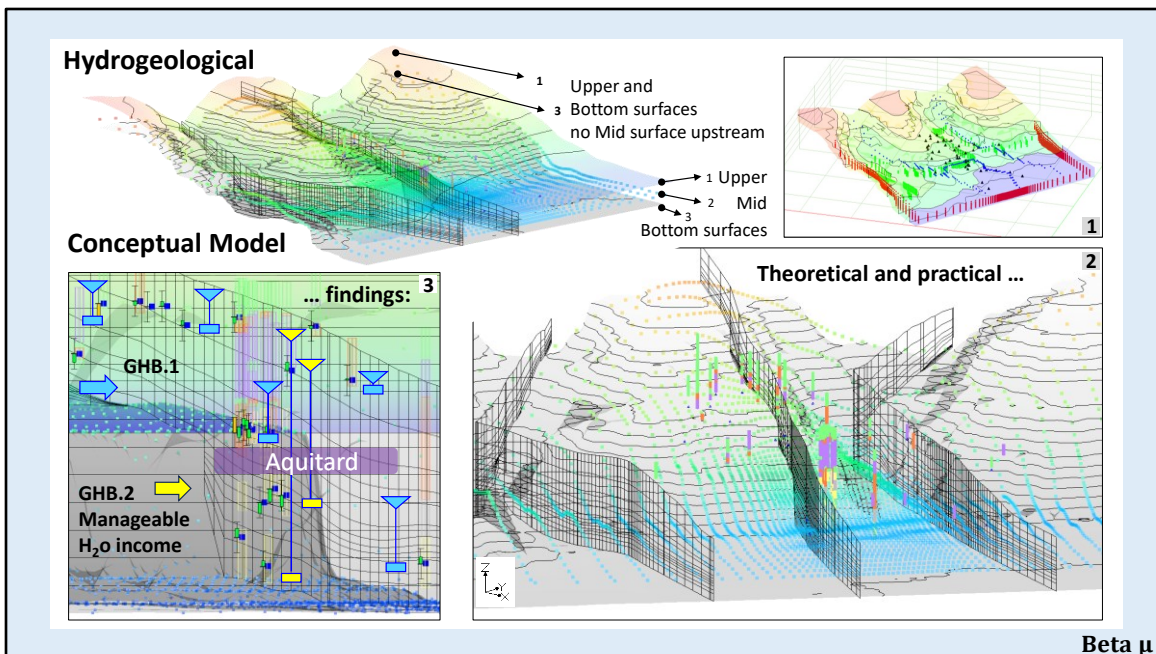 Hydrogeological
1
Upper and
3 Bottom surfaces
no Mid surface upstream
1 Upper
2 Mid
3
Bottom surfaces
Conceptual Model
1
3
… findings:
GHB.1
Aquitard
GHB.2
Manageable
H₂o income
2
Theoretical and practical …
Z
Y
X
Beta μ